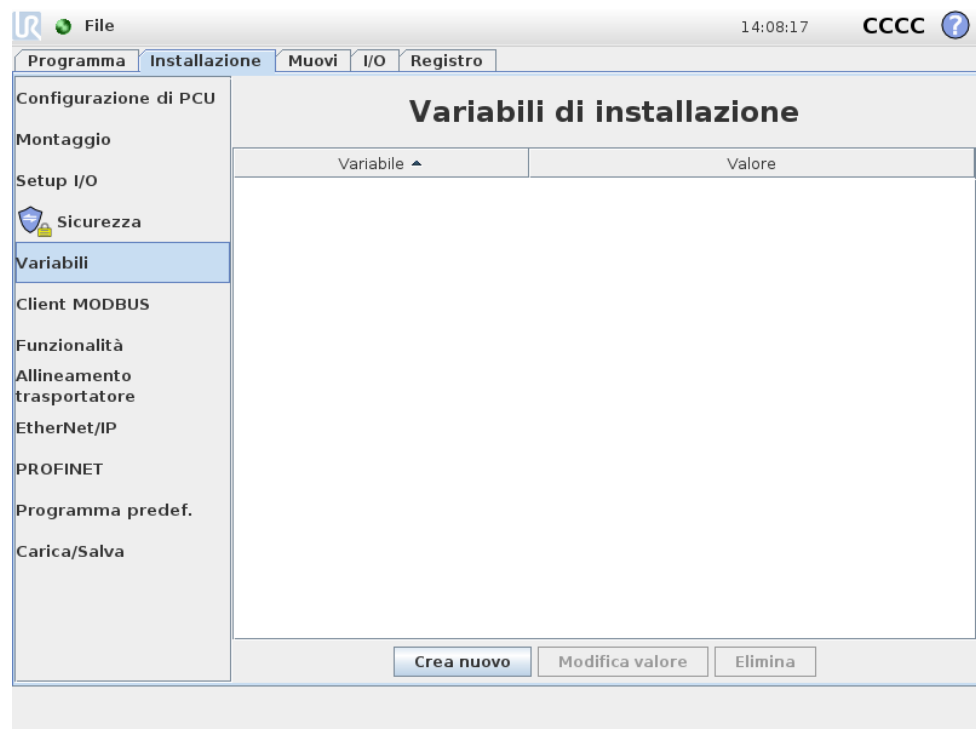 UR File 14:08:17 CCCC ?
Programma Installazione Muovi I/O Registro
Configurazione di PCU
Montaggio
Setup I/O
Sicurezza
Variabili
Client MODBUS
Funzionalità
Allineamento
trasportatore
EtherNet/IP
PROFINET
Programma predef.
Carica/Salva
Variabili di installazione
Variabile Valore
Crea nuovo Modifica valore Elimina